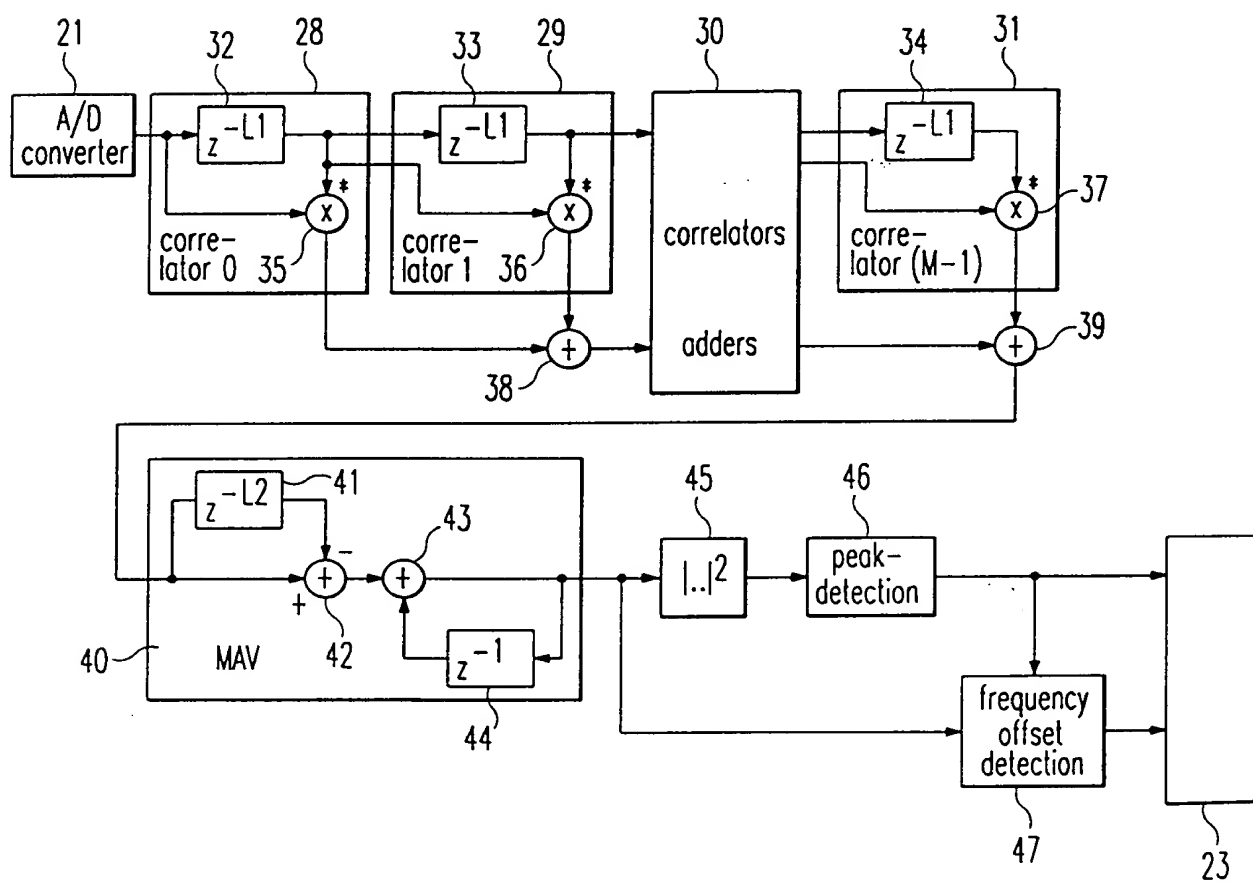 21
32
28
33
29
30
34
31
A/D
converter
z^-L1
z^-L1
z^-L1
*
*
*
x
x
x
corre-
lator 0
35
corre-
lator 1
36
correlators
corre-
lator (M-1)
37
adders
+
38
+
39
z^-L2
41
43
45
46
-
+
+
+
42
|..|^2
peak-
detection
40
MAV
z^-1
44
frequency
offset
detection
47
23